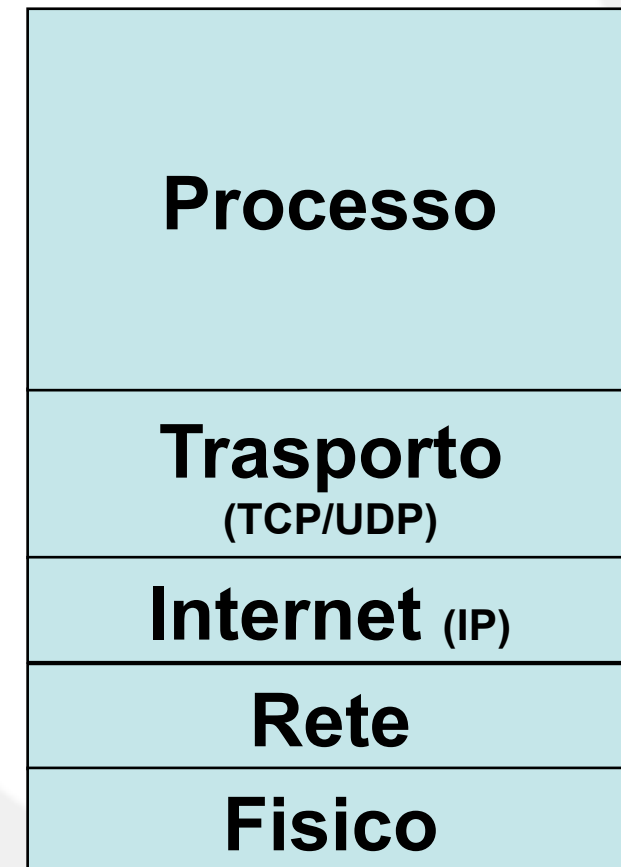 Processo
Trasporto
(TCP/UDP)
Internet (IP)
Rete
Fisico